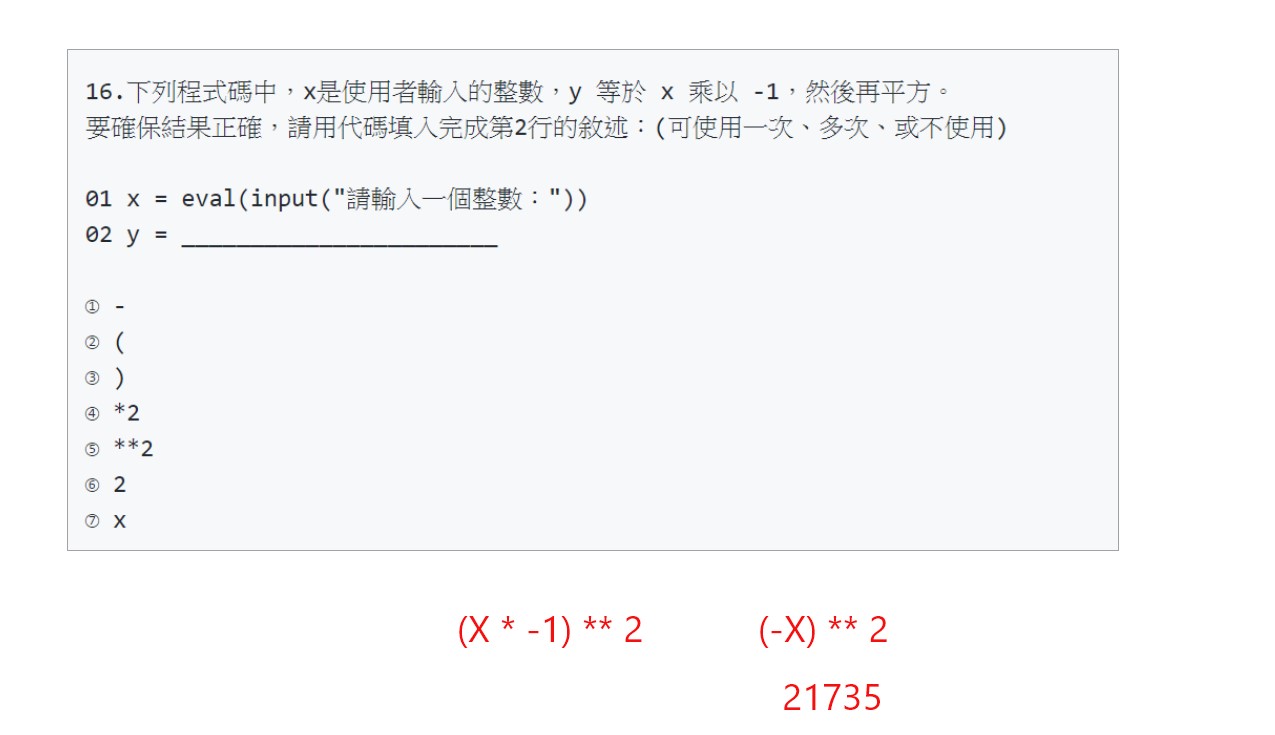 16.下列程式碼中，x是使用者輸入的整數，y 等於 x 乘以 -1，然後再平方。
要確保結果正確，請用代碼填入完成第2行的敘述：(可使用一次、多次、或不使用)
01 x = eval(input("請輸入一個整數："))
02 y = _______________________
① -
② (
③ )
④ *2
⑤ **2
⑥ 2
⑦ x
(X * -1) ** 2 (-X) ** 2
21735